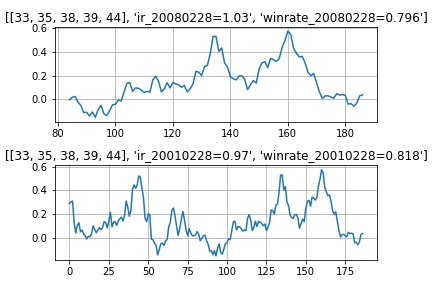 [[33, 35, 38, 39, 44], 'ir_20080228=1.03', 'winrate_20080228=0.796']
0.6
0.4
0.2
0.0
80 100 120 140 160 180
[[33, 35, 38, 39, 44], 'ir_20010228=0.97', 'winrate_20010228=0.818']
0.6
0.4
0.2
0.0
0 25 50 75 100 125 150 175